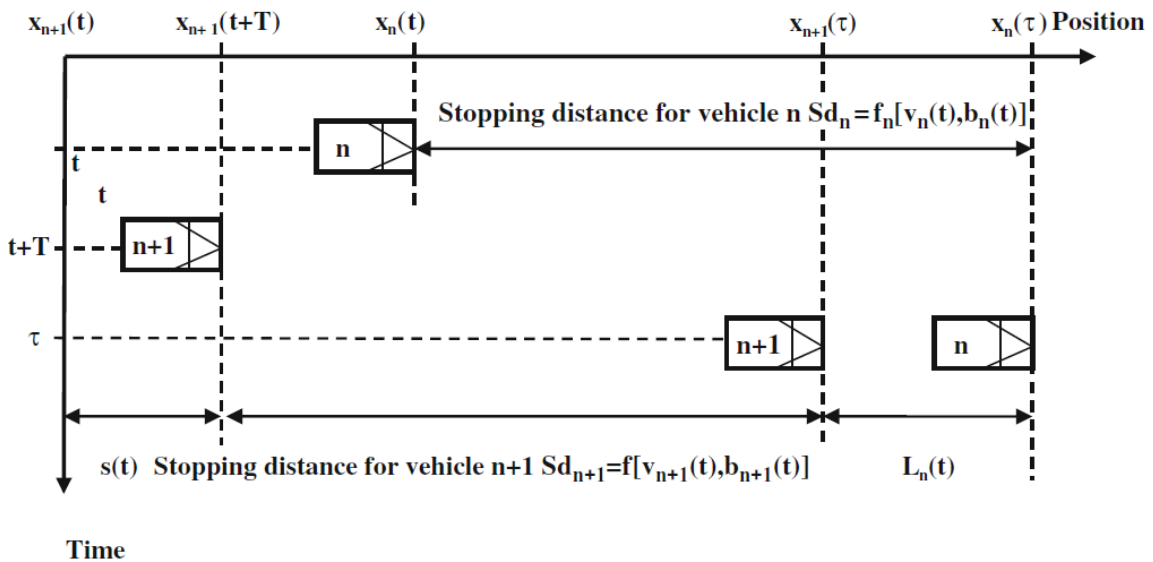 xₙ₊₁(t) xₙ₊ ₁(t+T) xₙ(t) xₙ₊₁(τ) xₙ(τ) Position
Stopping distance for vehicle n Sdₙ=fₙ[vₙ(t),bₙ(t)]
n
t
t
t+T n+1
τ n+1 n
s(t) Stopping distance for vehicle n+1 Sdₙ₊₁=f[vₙ₊₁(t),bₙ₊₁(t)] Lₙ(t)
Time